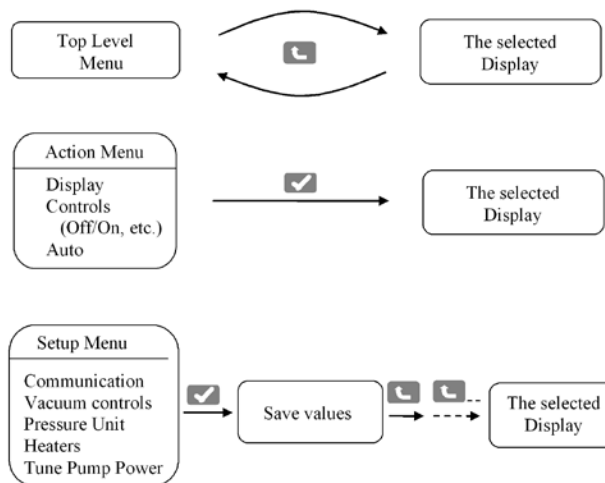 Top Level
Menu
The selected
Display
Action Menu
Display
Controls
(Off/On, etc.)
Auto
The selected
Display
Setup Menu
Communication
Vacuum controls
Pressure Unit
Heaters
Tune Pump Power
Save values
The selected
Display